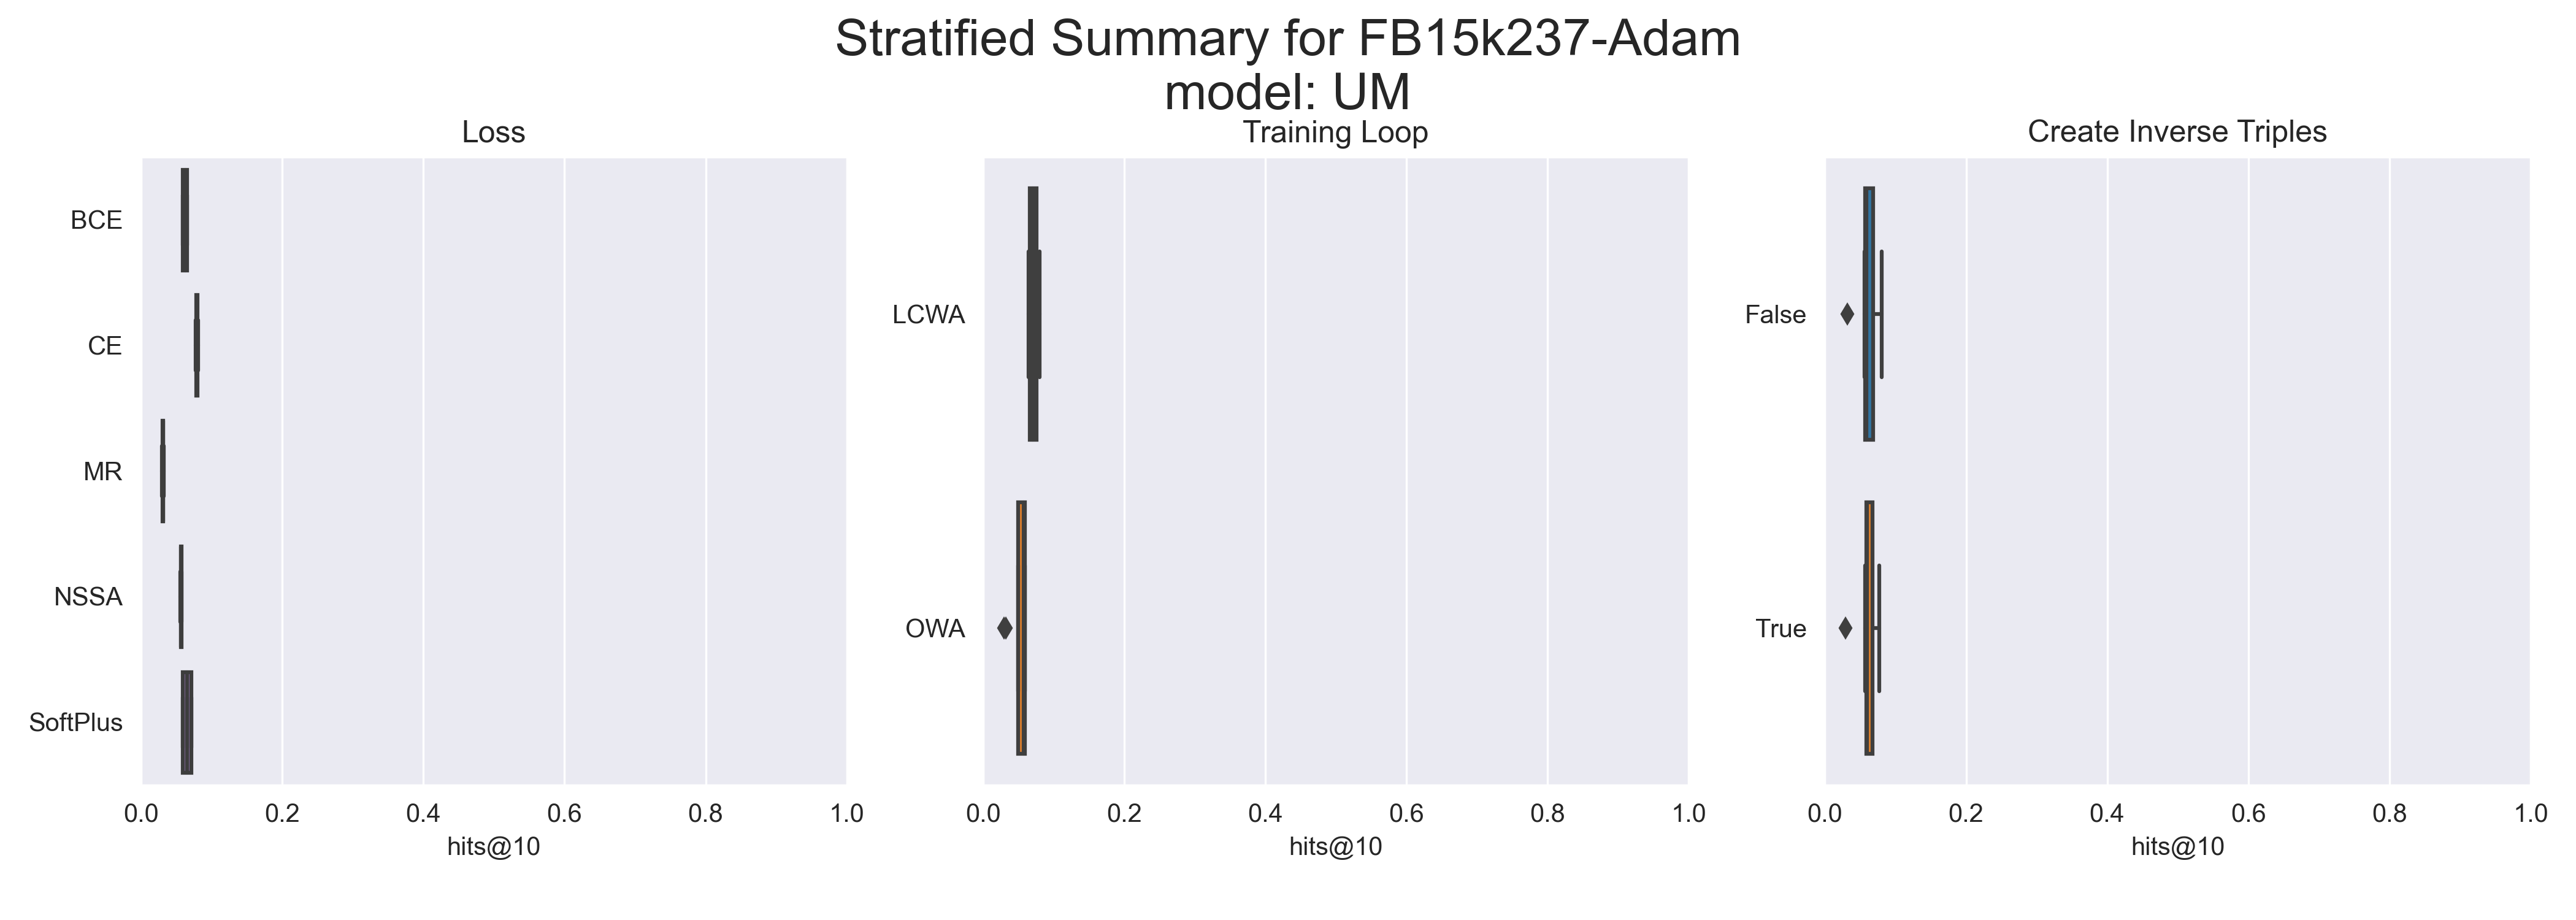 Stratified Summary for FB15k237-Adam
model: UM
Loss
BCE
CE
MR
NSSA
SoftPlus
0.0 0.2 0.4 0.6 0.8 1.0
hits@10
Training Loop
LCWA
OWA
0.0 0.2 0.4 0.6 0.8 1.0
hits@10
Create Inverse Triples
False
True
0.0 0.2 0.4 0.6 0.8 1.0
hits@10